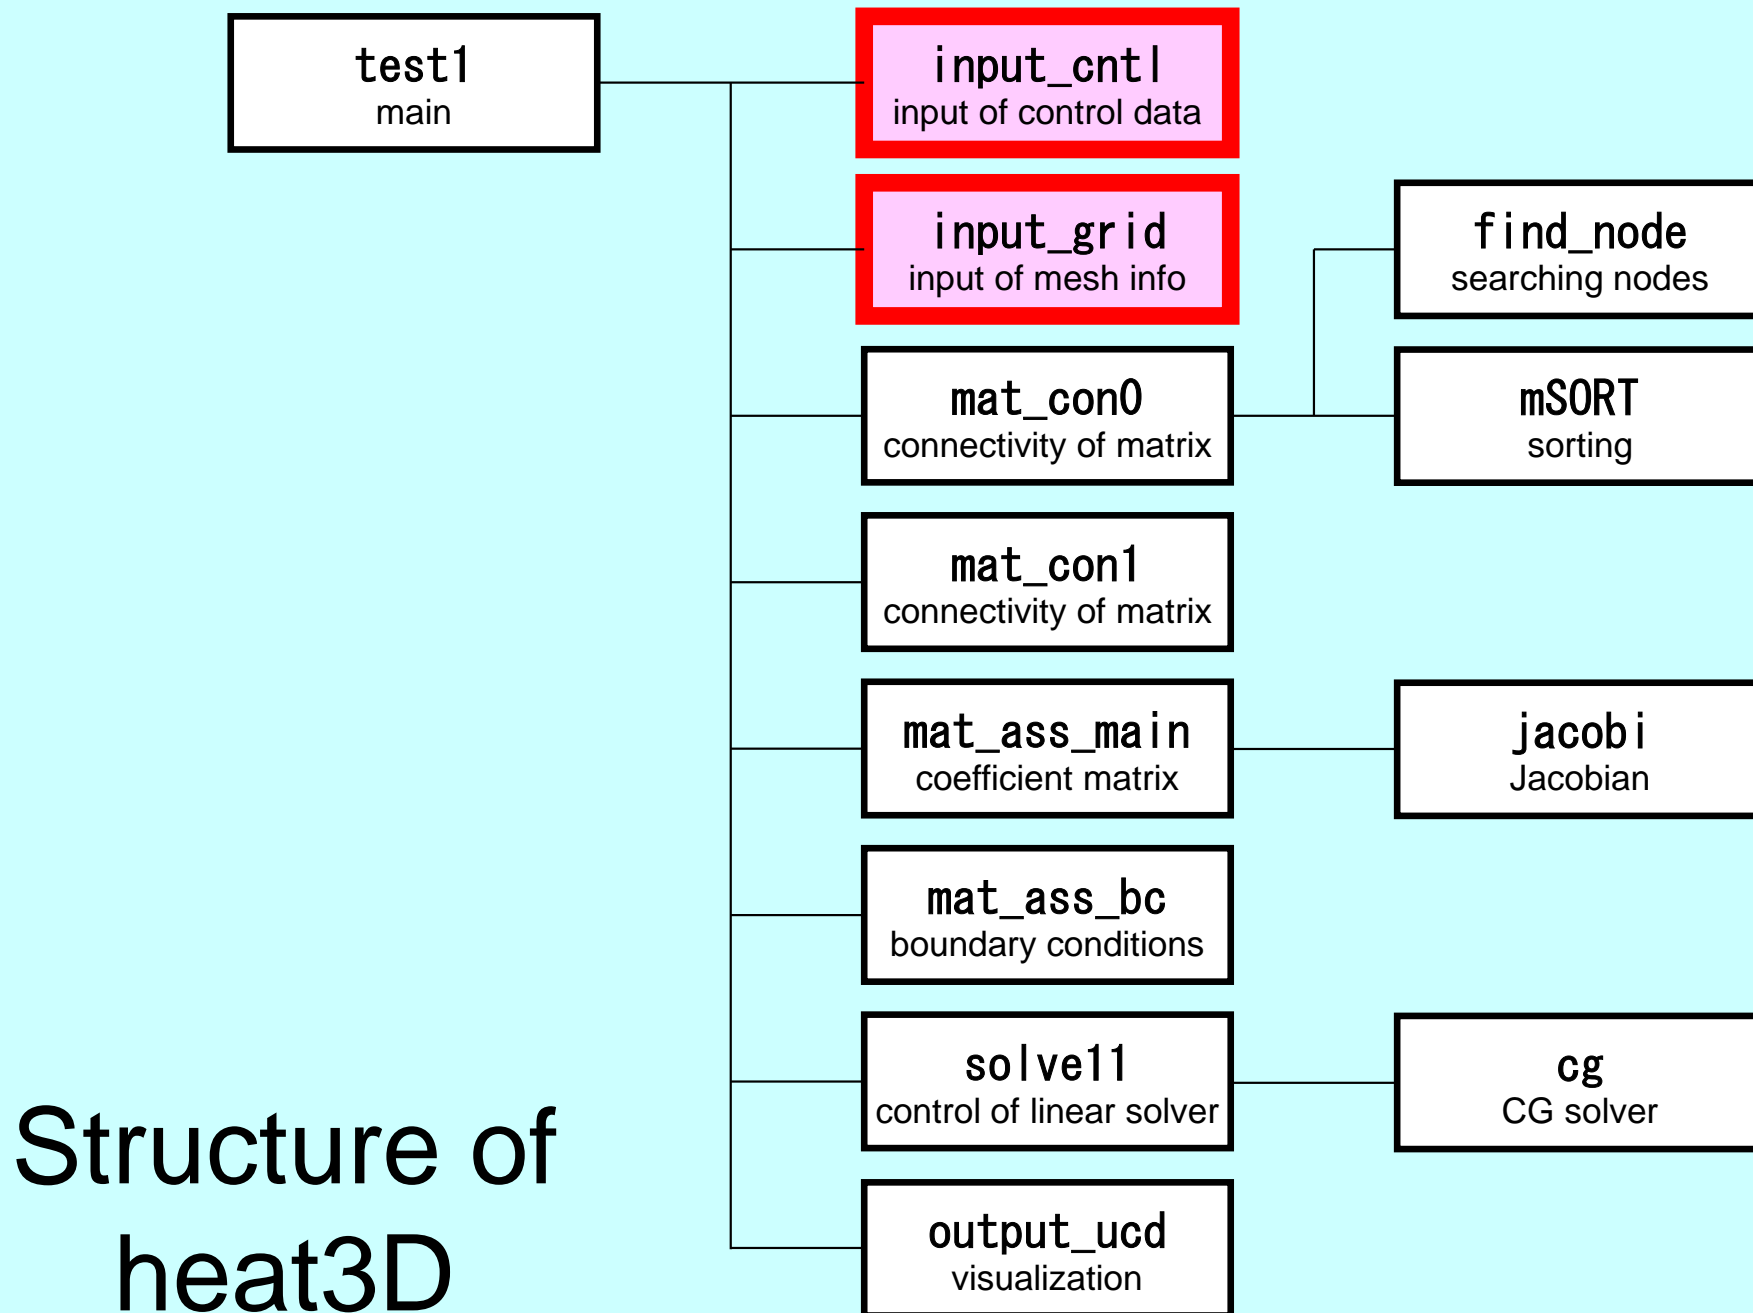 test1
main
input_cntl
input of control data
input_grid
input of mesh info
find_node
searching nodes
mat_con0
connectivity of matrix
mSORT
sorting
mat_con1
connectivity of matrix
mat_ass_main
coefficient matrix
jacobi
Jacobian
mat_ass_bc
boundary conditions
solve11
control of linear solver
cg
CG solver
output_ucd
visualization
Structure of
heat3D